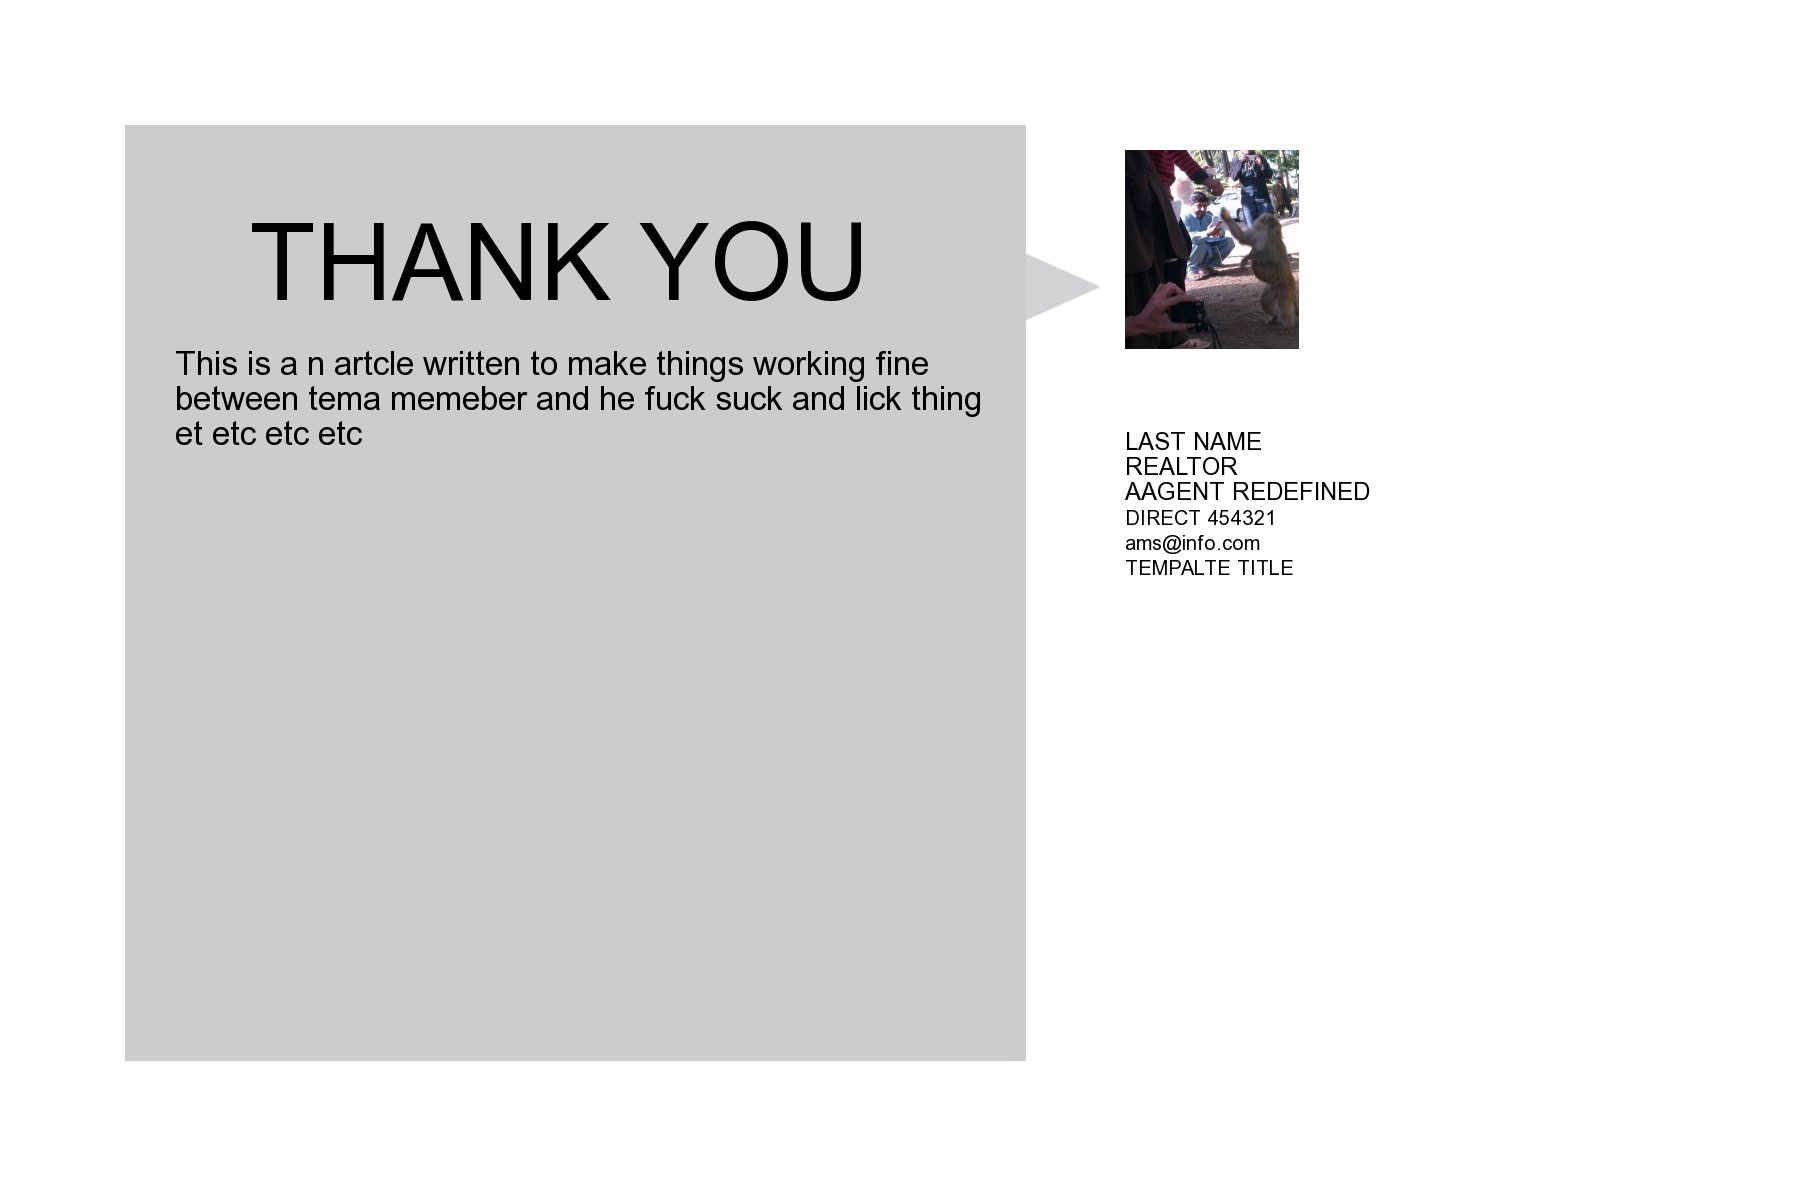 THANK YOU
This is a n artcle written to make things working fine
between tema memeber and he fuck suck and lick thing
et etc etc etc
LAST NAME
REALTOR
AAGENT REDEFINED
DIRECT 454321
ams@info.com
TEMPALTE TITLE